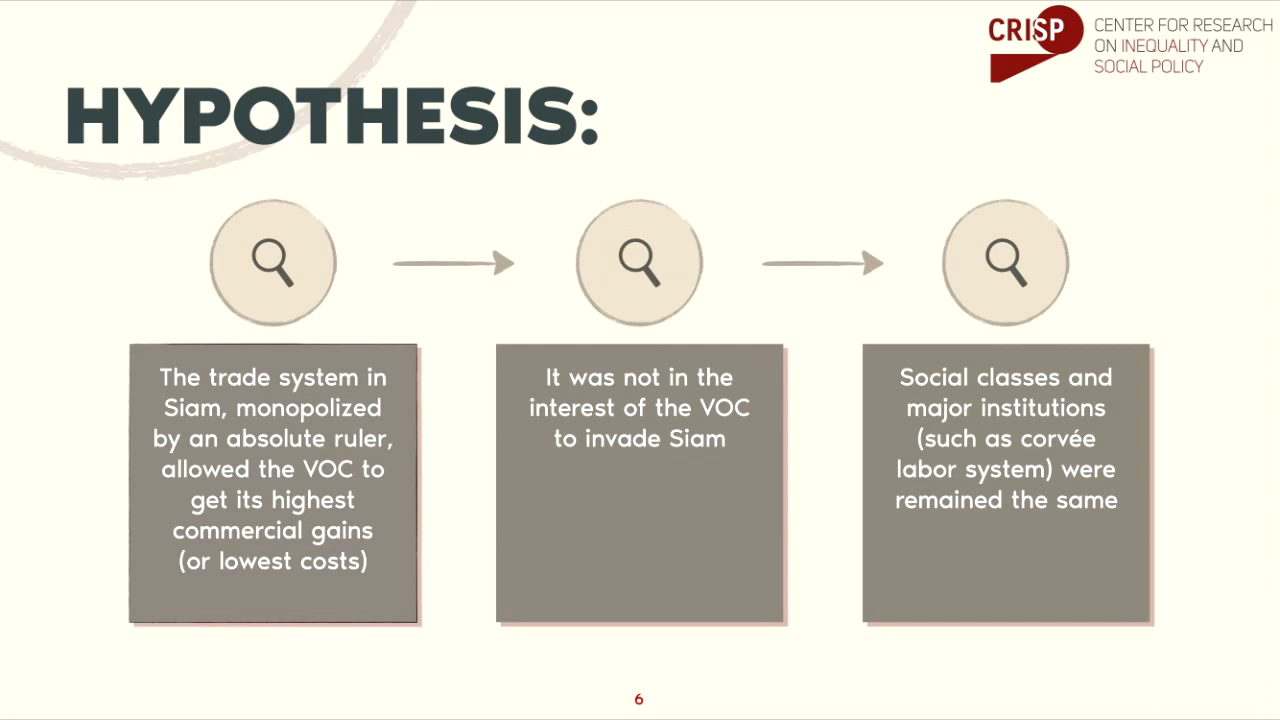 CRISP
CENTER FOR RESEARCH
ON INEQUALITY AND
SOCIAL POLICY
HYPOTHESIS:
The trade system in
Siam, monopolized
by an absolute ruler,
allowed the VOC to
get its highest
commercial gains
(or lowest costs)
It was not in the
interest of the VOC
to invade Siam
Social classes and
major institutions
(such as corvée
labor system) were
remained the same
6